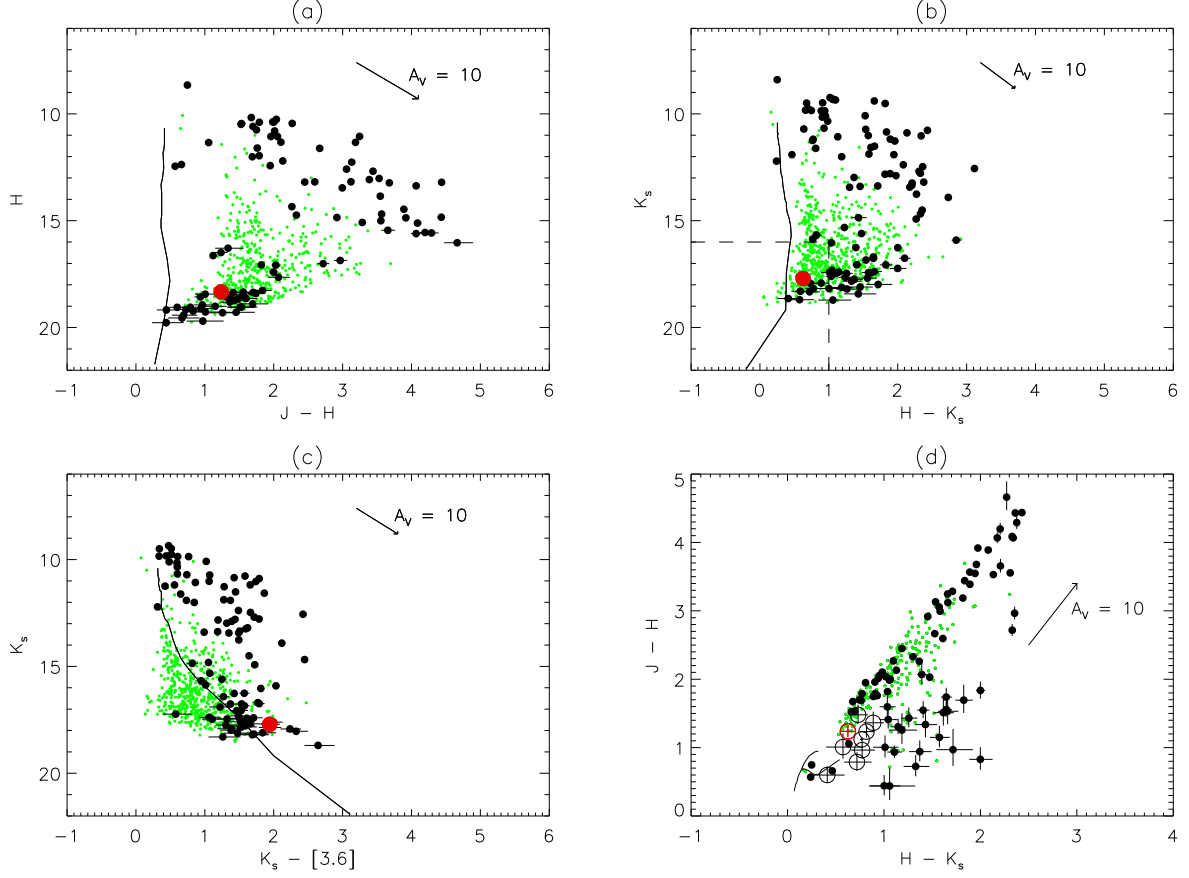 (a)
A_V = 10
H
10
15
20
-1 0 1 2 3 4 5 6
J − H
(b)
A_V = 10
K_s
10
15
20
-1 0 1 2 3 4 5 6
H − K_s
(c)
A_V = 10
K_s
10
15
20
-1 0 1 2 3 4 5 6
K_s − [3.6]
(d)
J − H
5
4
3
2
1
0
A_V = 10
-1 0 1 2 3 4
H − K_s